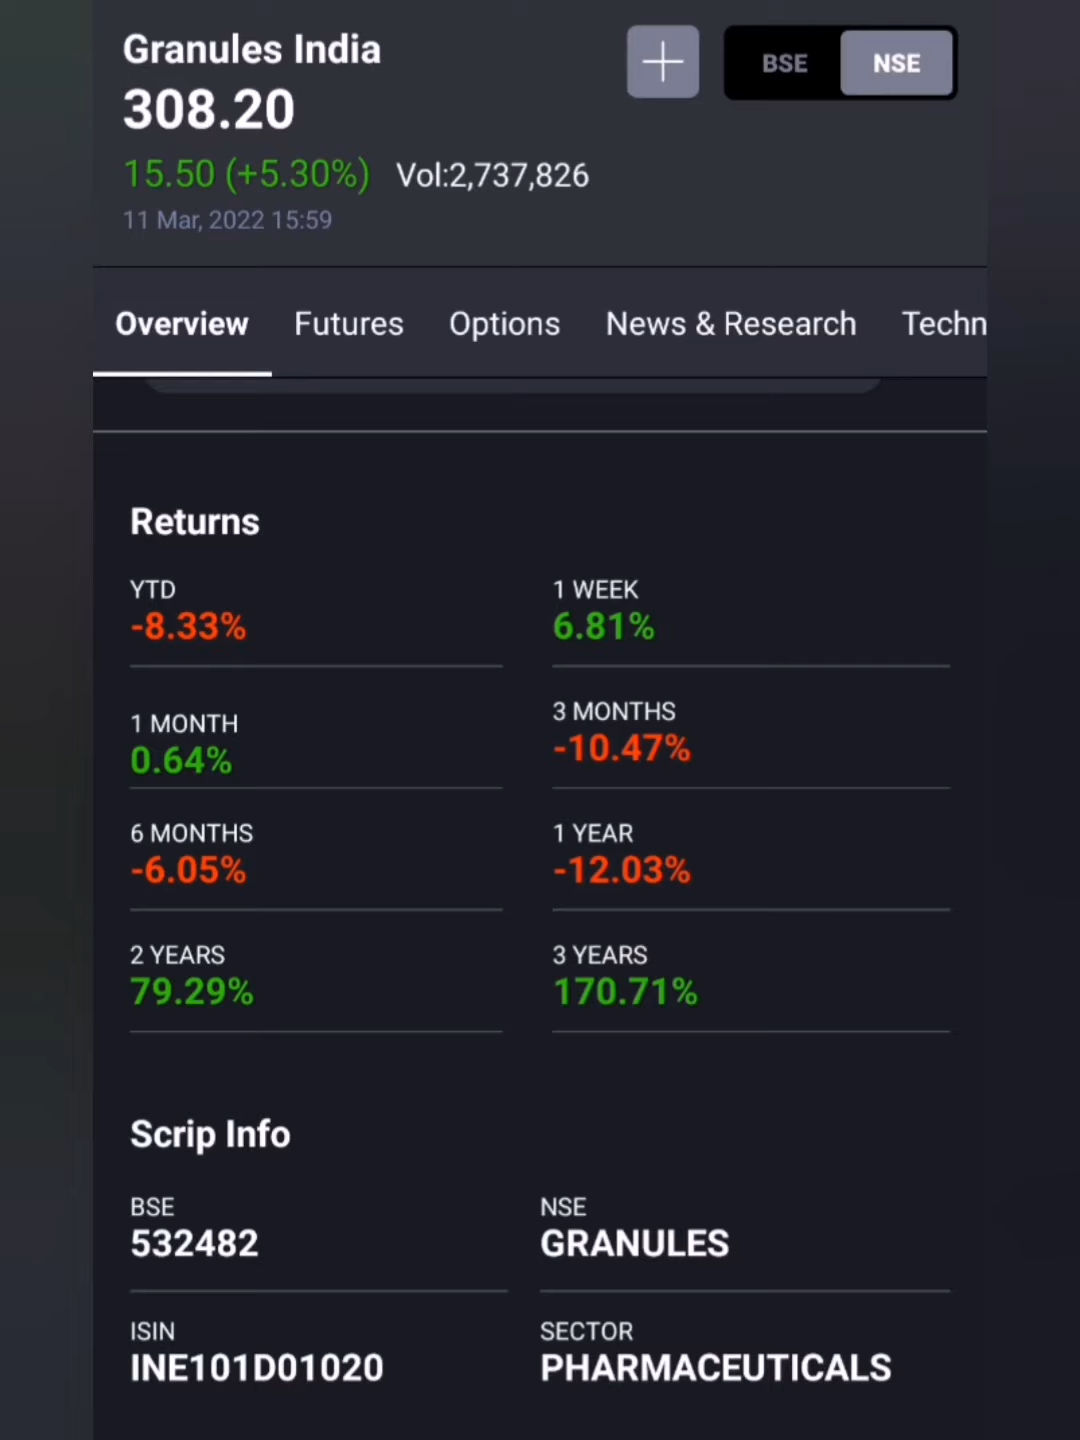 Granules India
BSE NSE
308.20
15.50 (+5.30%) Vol:2,737,826
11 Mar, 2022 15:59
Overview Futures Options News & Research Techn
Returns
YTD 1 WEEK
-8.33% 6.81%
1 MONTH 3 MONTHS
0.64% -10.47%
6 MONTHS 1 YEAR
-6.05% -12.03%
2 YEARS 3 YEARS
79.29% 170.71%
Scrip Info
BSE NSE
532482 GRANULES
ISIN SECTOR
INE101D01020 PHARMACEUTICALS